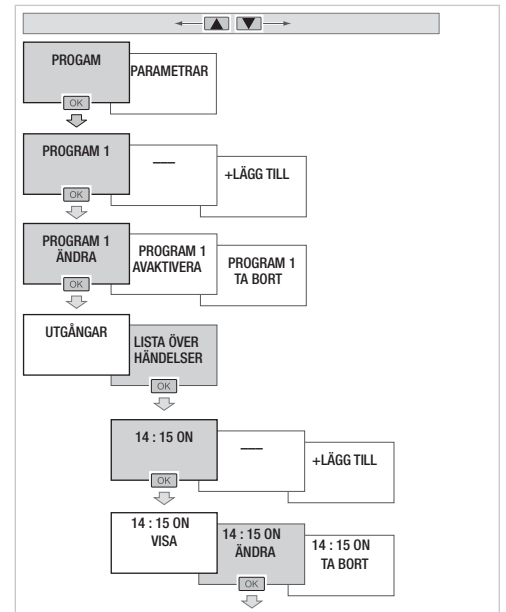 PROGAM
PARAMETRAR
OK
PROGRAM 1
___
+LÄGG TILL
OK
PROGRAM 1
ÄNDRA
PROGRAM 1
AVAKTIVERA
PROGRAM 1
TA BORT
OK
UTGÅNGAR
LISTA ÖVER
HÄNDELSER
OK
14 : 15 ON
___
+LÄGG TILL
OK
14 : 15 ON
VISA
14 : 15 ON
ÄNDRA
14 : 15 ON
TA BORT
OK